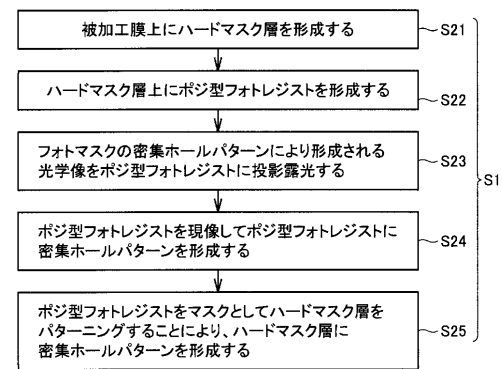 被加工膜上にハードマスク層を形成する
S21
ハードマスク層上にポジ型フォトレジストを形成する
S22
フォトマスクの密集ホールパターンにより形成される
光学像をポジ型フォトレジストに投影露光する
S23
S1
ポジ型フォトレジストを現像してポジ型フォトレジストに
密集ホールパターンを形成する
S24
ポジ型フォトレジストをマスクとしてハードマスク層を
パターニングすることにより、ハードマスク層に
密集ホールパターンを形成する
S25